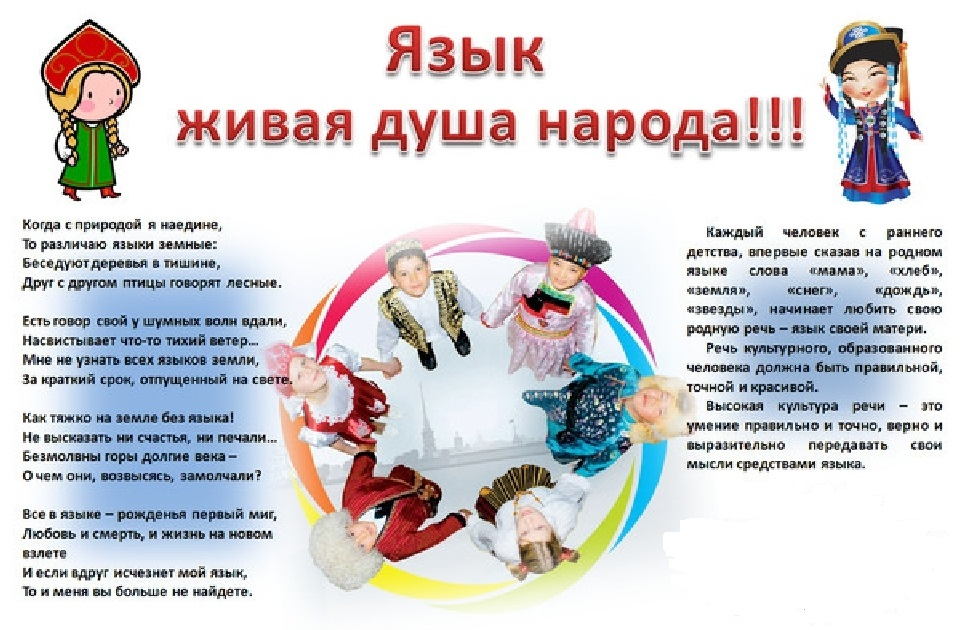 Язык
живая душа народа!!!
Когда с природой я наедине,
То различаю языки земные:
Беседуют деревья в тишине,
Друг с другом птицы говорят лесные.
Есть говор свой у шумных волн вдали,
Насвистывает что-то тихий ветер...
Мне не узнать всех языков земли,
За краткий срок, отпущенный на свете.
Как тяжко на земле без языка!
Не высказать ни счастья, ни печали...
Безмолвны горы долгие века –
О чем они, возвысясь, замолчали?
Все в языке – рожденья первый миг,
Любовь и смерть, и жизнь на новом
взлете
И если вдруг исчезнет мой язык,
То и меня вы больше не найдете.
Каждый человек с раннего
детства, впервые сказав на родном
языке слова «мама», «хлеб»,
«земля», «снег», «дождь»,
«звезды», начинает любить свою
родную речь – язык своей матери.
Речь культурного, образованного
человека должна быть правильной,
точной и красивой.
Высокая культура речи – это
умение правильно и точно, верно и
выразительно передавать свои
мысли средствами языка.